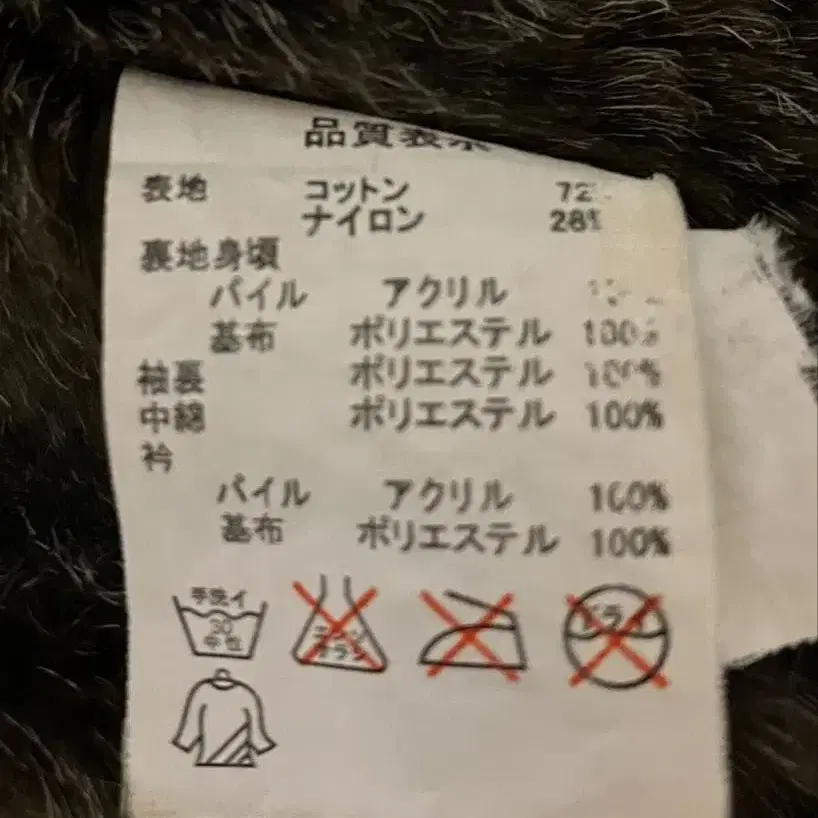 品質表示
表地 コットン 72
ナイロン 28%
裏地身頃
パイル アクリル
基布 ポリエステル 100%
袖裏 ポリエステル 100%
中綿 ポリエステル 100%
衿
パイル アクリル 100%
基布 ポリエステル 100%
手洗イ
30
中性
ドライ